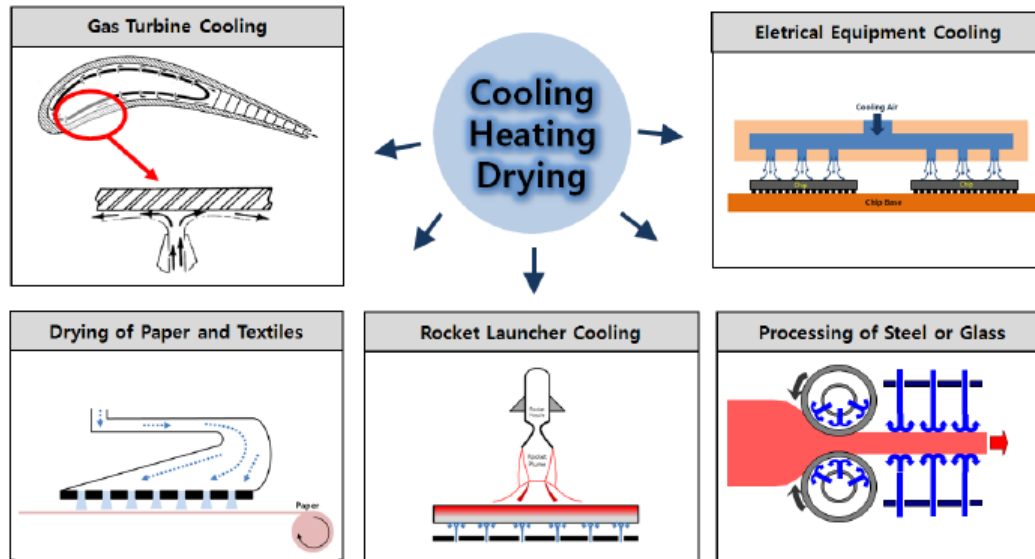 Gas Turbine Cooling
Cooling
Heating
Drying
Eletrical Equipment Cooling
Cooling Air
Chip
Chip
Chip Base
Drying of Paper and Textiles
Paper
Rocket Launcher Cooling
Rocket
Nozzle
Rocket
Plume
Processing of Steel or Glass